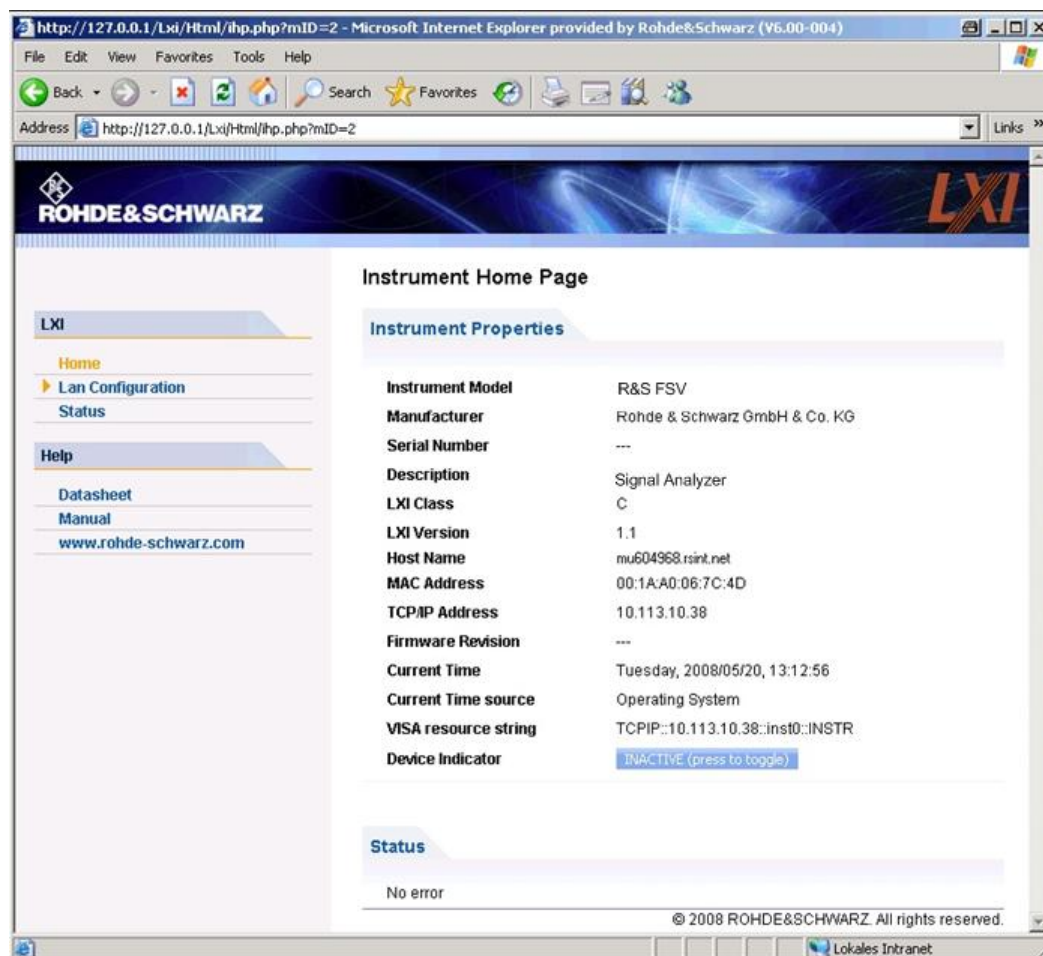 http://127.0.0.1/Lxi/Html/ihp.php?mID=2 - Microsoft Internet Explorer provided by Rohde&Schwarz (V6.00-004)
File Edit View Favorites Tools Help
Back Search Favorites
Address http://127.0.0.1/Lxi/Html/ihp.php?mID=2 Links »
ROHDE&SCHWARZ LXI
Instrument Home Page
LXI
Home
Lan Configuration
Status
Help
Datasheet
Manual
www.rohde-schwarz.com
Instrument Properties
Instrument Model R&S FSV
Manufacturer Rohde & Schwarz GmbH & Co. KG
Serial Number ---
Description Signal Analyzer
LXI Class C
LXI Version 1.1
Host Name mu604968.rsint.net
MAC Address 00:1A:A0:06:7C:4D
TCP/IP Address 10.113.10.38
Firmware Revision ---
Current Time Tuesday, 2008/05/20, 13:12:56
Current Time source Operating System
VISA resource string TCPIP::10.113.10.38::inst0::INSTR
Device Indicator INACTIVE (press to toggle)
Status
No error
© 2008 ROHDE&SCHWARZ. All rights reserved.
Lokales Intranet